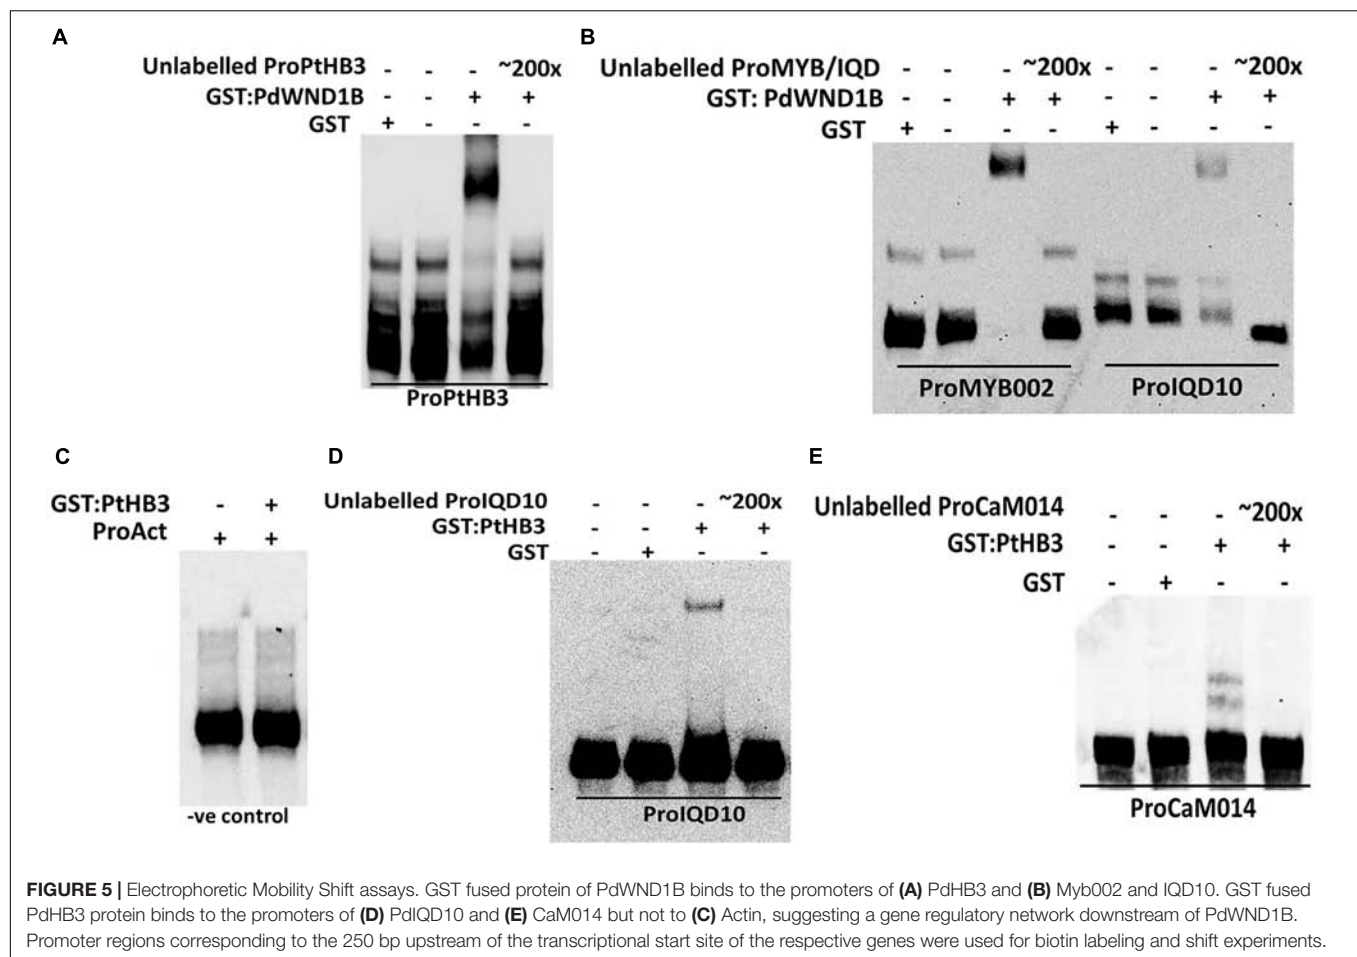 A
Unlabelled ProPtHB3 - - - ~200x
GST:PdWND1B - - + +
GST + - - -
ProPtHB3
B
Unlabelled ProMYB/IQD - - - ~200x - - - ~200x
GST: PdWND1B - - + + - - + +
GST + - - - + - - -
ProMYB002 ProIQD10
C
GST:PtHB3 - +
ProAct + +
-ve control
D
Unlabelled ProIQD10 - - - ~200x
GST:PtHB3 - - + +
GST - + - -
ProIQD10
E
Unlabelled ProCaM014 - - - ~200x
GST:PtHB3 - - + +
GST - + - -
ProCaM014
FIGURE 5 | Electrophoretic Mobility Shift assays. GST fused protein of PdWND1B binds to the promoters of (A) PdHB3 and (B) Myb002 and IQD10. GST fused
PdHB3 protein binds to the promoters of (D) PdIQD10 and (E) CaM014 but not to (C) Actin, suggesting a gene regulatory network downstream of PdWND1B.
Promoter regions corresponding to the 250 bp upstream of the transcriptional start site of the respective genes were used for biotin labeling and shift experiments.